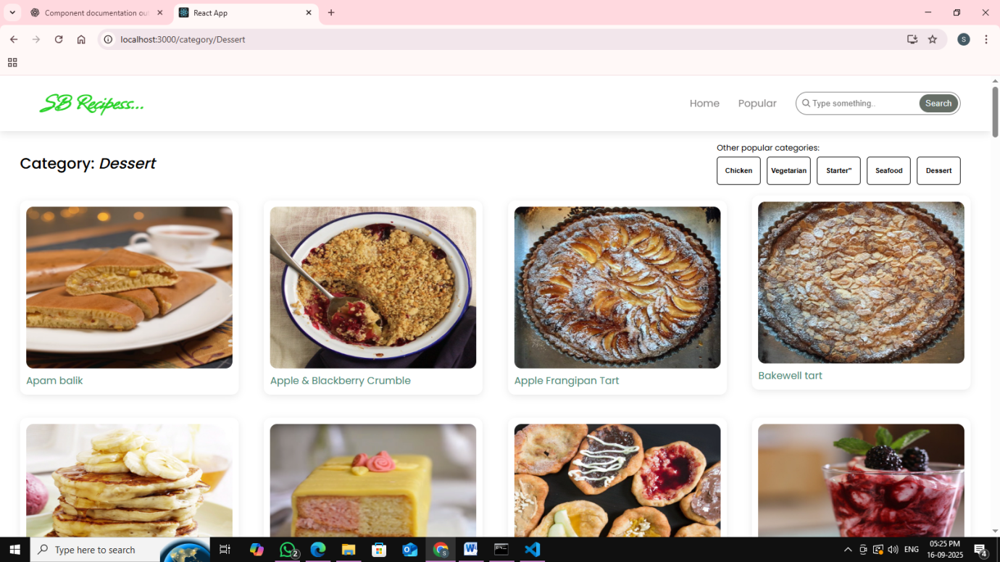 Component documentation ou
React App
localhost:3000/category/Dessert
S
SB Recipess...
Home
Popular
Type something..
Search
Category: Dessert
Other popular categories:
Chicken
Vegetarian
Starter"
Seafood
Dessert
Apam balik
Apple & Blackberry Crumble
Apple Frangipan Tart
Bakewell tart
Type here to search
2
ENG
05:25 PM
16-09-2025
4